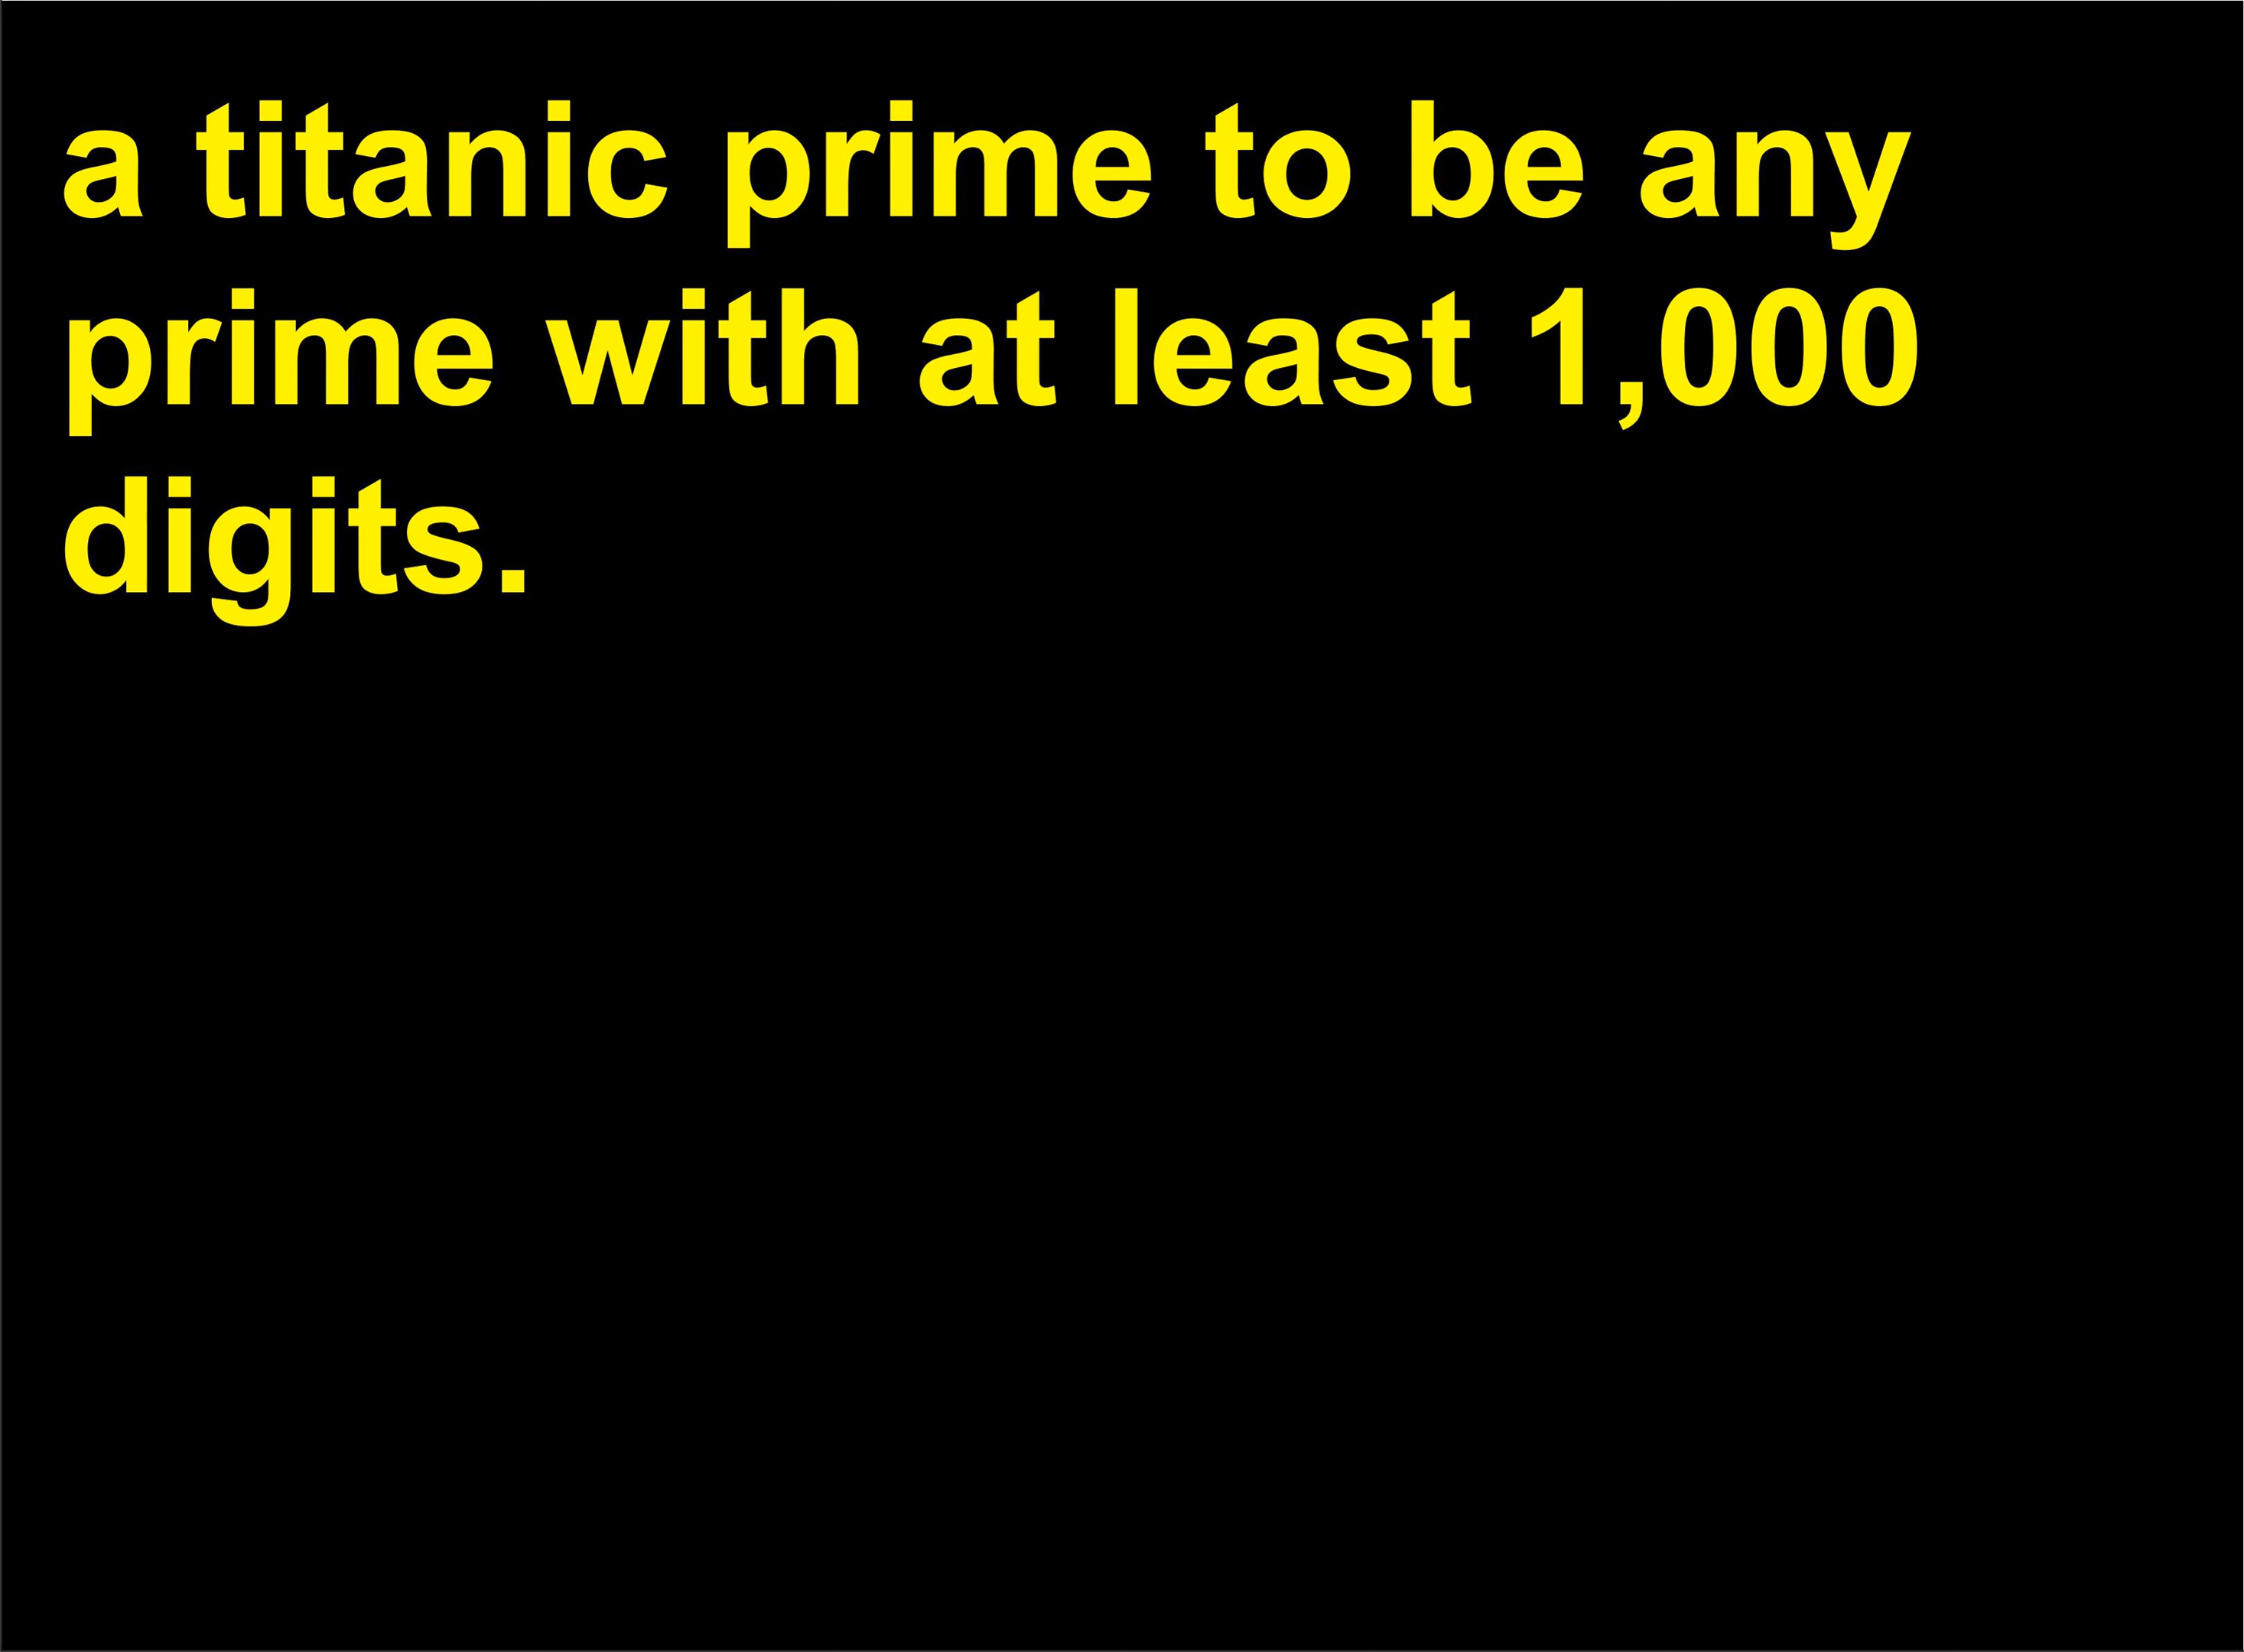 a titanic prime to be any
prime with at least 1,000
digits.